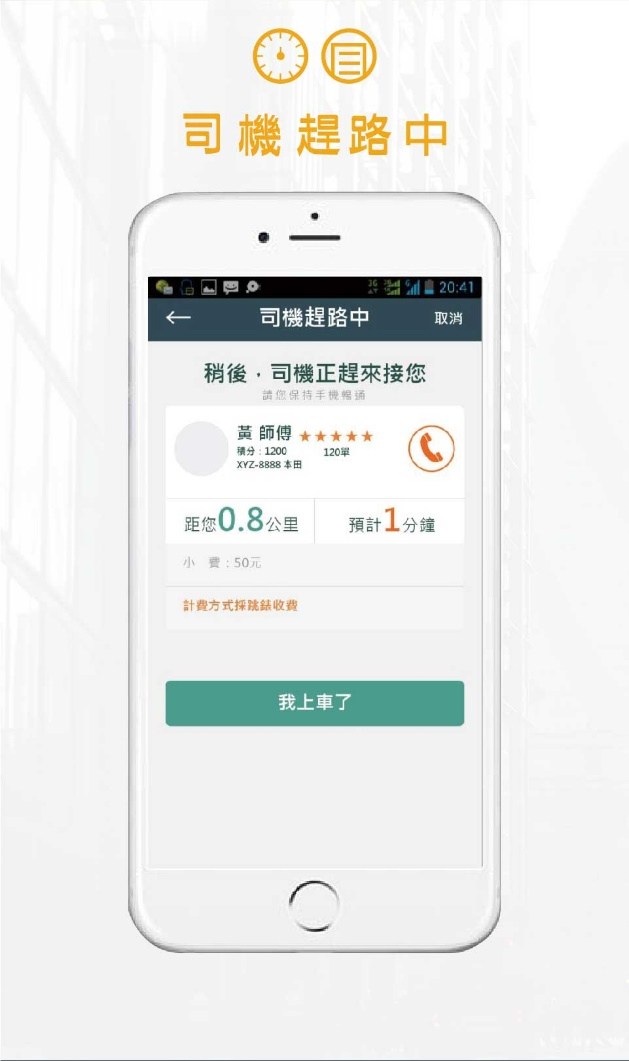 司機趕路中
20:41
司機趕路中 取消
稍後，司機正趕來接您
請您保持手機暢通
黃 師傅
積分：1200 120單
XYZ-8888 本田
距您0.8公里 預計1分鐘
小 費：50元
計費方式採跳錶收費
我上車了